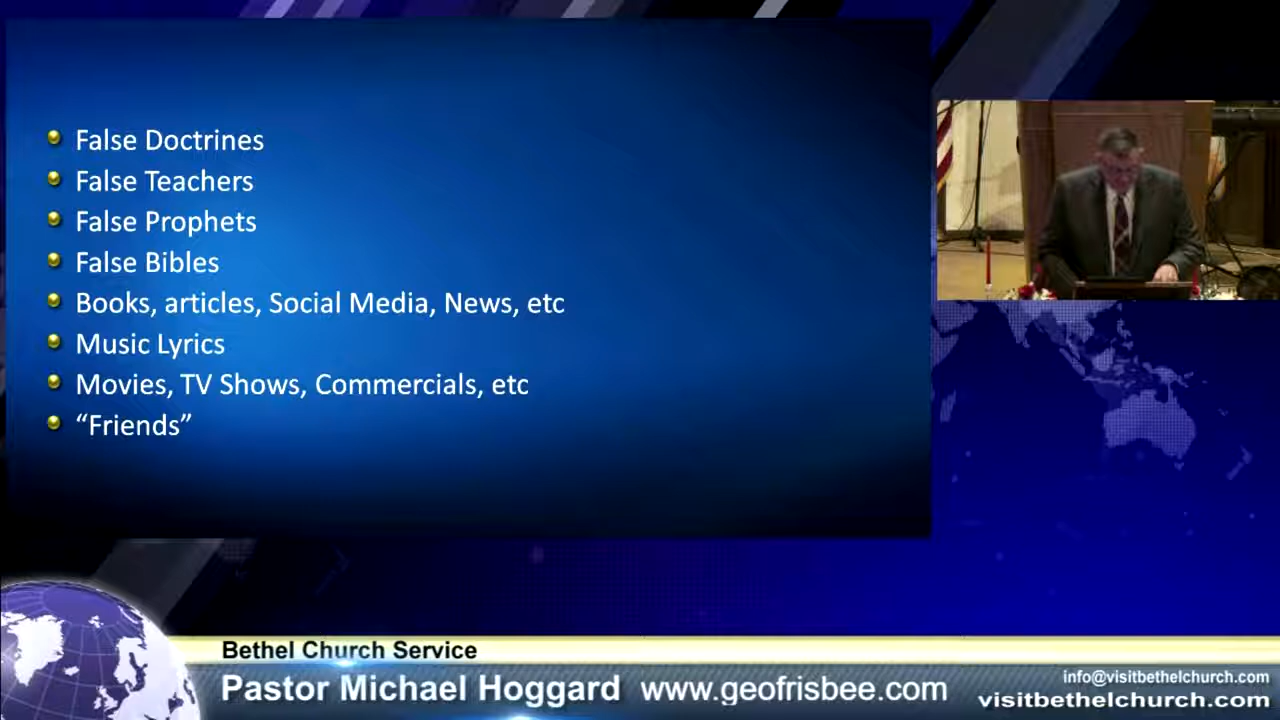 False Doctrines
False Teachers
False Prophets
False Bibles
Books, articles, Social Media, News, etc
Music Lyrics
Movies, TV Shows, Commercials, etc
“Friends”
Bethel Church Service
Pastor Michael Hoggard www.geofrisbee.com
info@visitbethelchurch.com
visitbethelchurch.com